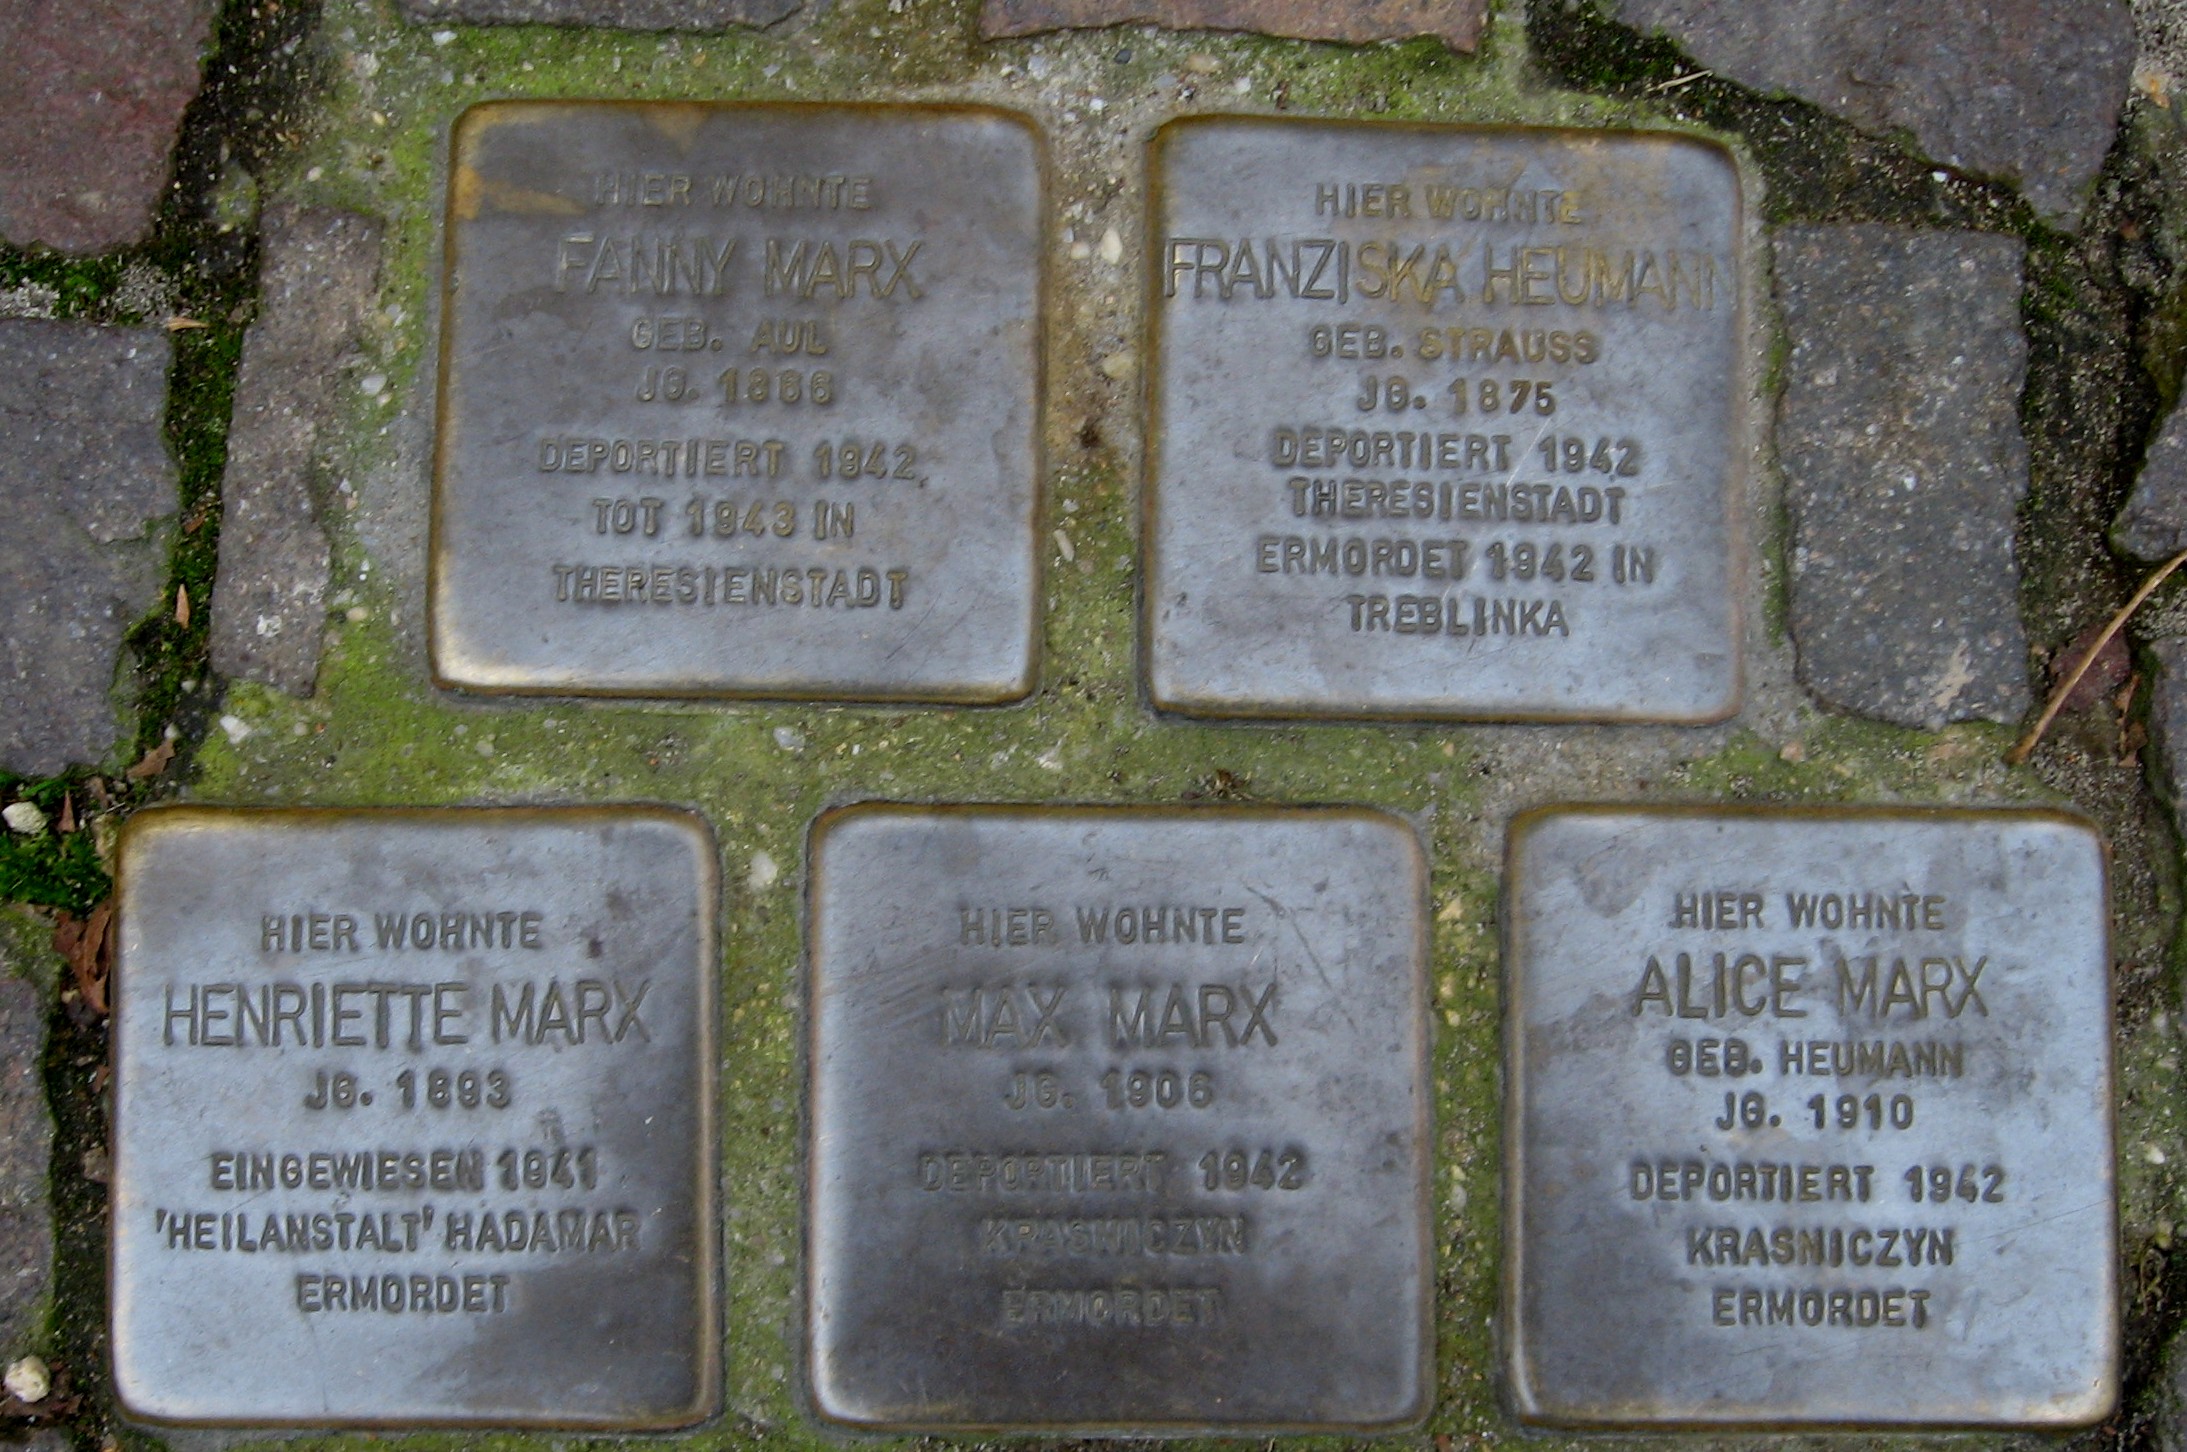 HIER WOHNTE
FANNY MARX
GEB. AUL
JG. 1866
DEPORTIERT 1942
TOT 1943 IN
THERESIENSTADT
HIER WOHNTE
FRANZISKA HEUMANN
GEB. STRAUSS
JG. 1875
DEPORTIERT 1942
THERESIENSTADT
ERMORDET 1942 IN
TREBLINKA
HIER WOHNTE
HENRIETTE MARX
JG. 1893
EINGEWIESEN 1941
'HEILANSTALT' HADAMAR
ERMORDET
HIER WOHNTE
MAX MARX
JG. 1906
DEPORTIERT 1942
KRASNICZYN
ERMORDET
HIER WOHNTE
ALICE MARX
GEB. HEUMANN
JG. 1910
DEPORTIERT 1942
KRASNICZYN
ERMORDET